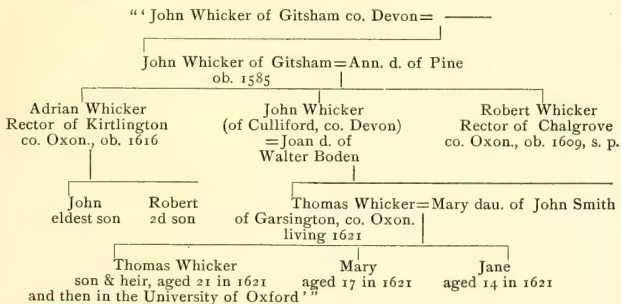 "‘ John Whicker of Gitsham co. Devon= ——
John Whicker of Gitsham=Ann. d. of Pine
ob. 1585
Adrian Whicker John Whicker Robert Whicker
Rector of Kirtlington (of Culliford, co. Devon) Rector of Chalgrove
co. Oxon., ob. 1616 =Joan d. of co. Oxon., ob. 1609, s. p.
Walter Boden
John Robert Thomas Whicker=Mary dau. of John Smith
eldest son 2d son of Garsington, co. Oxon.
living 1621
Thomas Whicker Mary Jane
son & heir, aged 21 in 1621 aged 17 in 1621 aged 14 in 1621
and then in the University of Oxford ’"